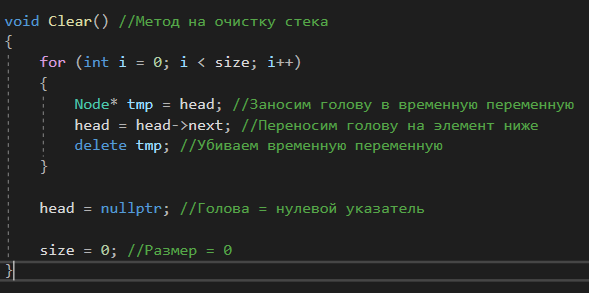 void Clear() //Метод на очистку стека
{
for (int i = 0; i < size; i++)
{
Node* tmp = head; //Заносим голову в временную переменную
head = head->next; //Переносим голову на элемент ниже
delete tmp; //Убиваем временную переменную
}
head = nullptr; //Голова = нулевой указатель
size = 0; //Размер = 0
}